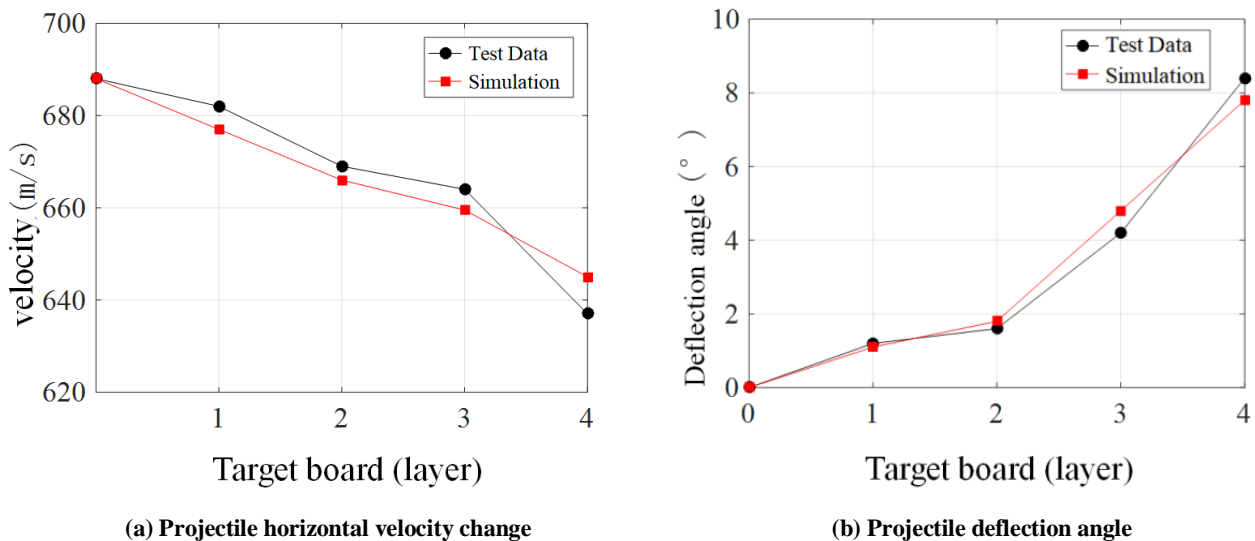 700
680
660
640
620
velocity (m/s)
Test Data
Simulation
1
2
3
4
Target board (layer)
(a) Projectile horizontal velocity change
10
8
6
4
2
0
Deflection angle (°)
Test Data
Simulation
0
1
2
3
4
Target board (layer)
(b) Projectile deflection angle